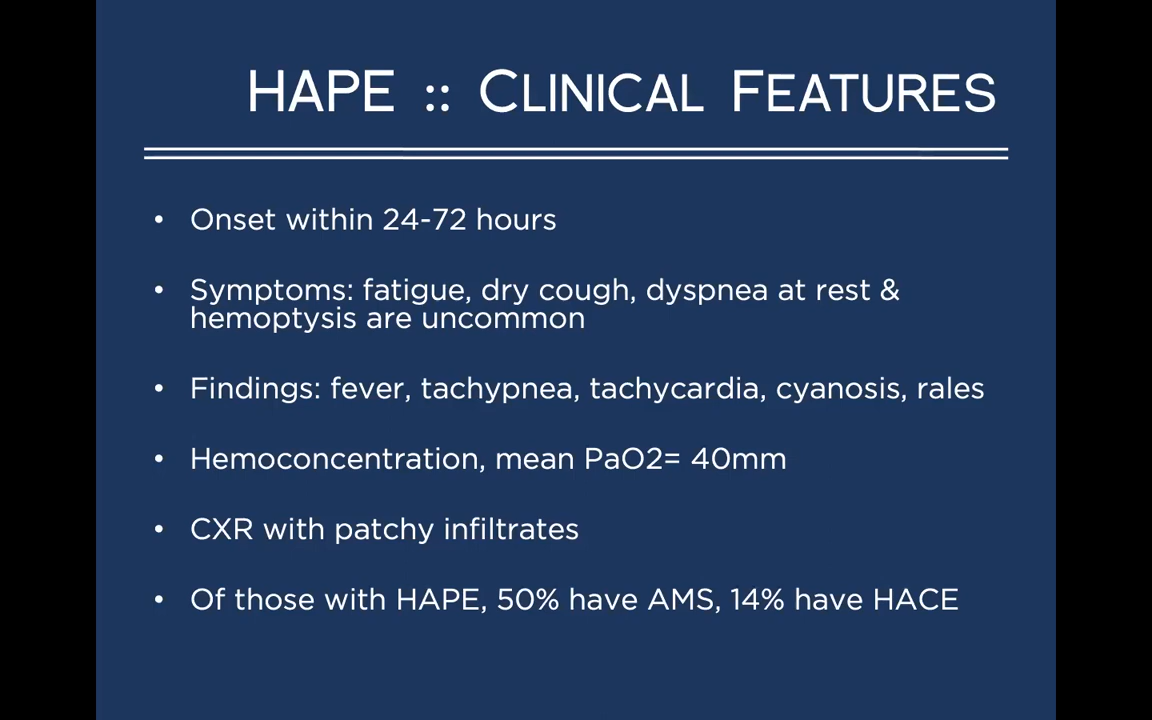 HAPE :: CLINICAL FEATURES
• Onset within 24-72 hours
• Symptoms: fatigue, dry cough, dyspnea at rest &
hemoptysis are uncommon
• Findings: fever, tachypnea, tachycardia, cyanosis, rales
• Hemoconcentration, mean PaO2= 40mm
• CXR with patchy infiltrates
• Of those with HAPE, 50% have AMS, 14% have HACE